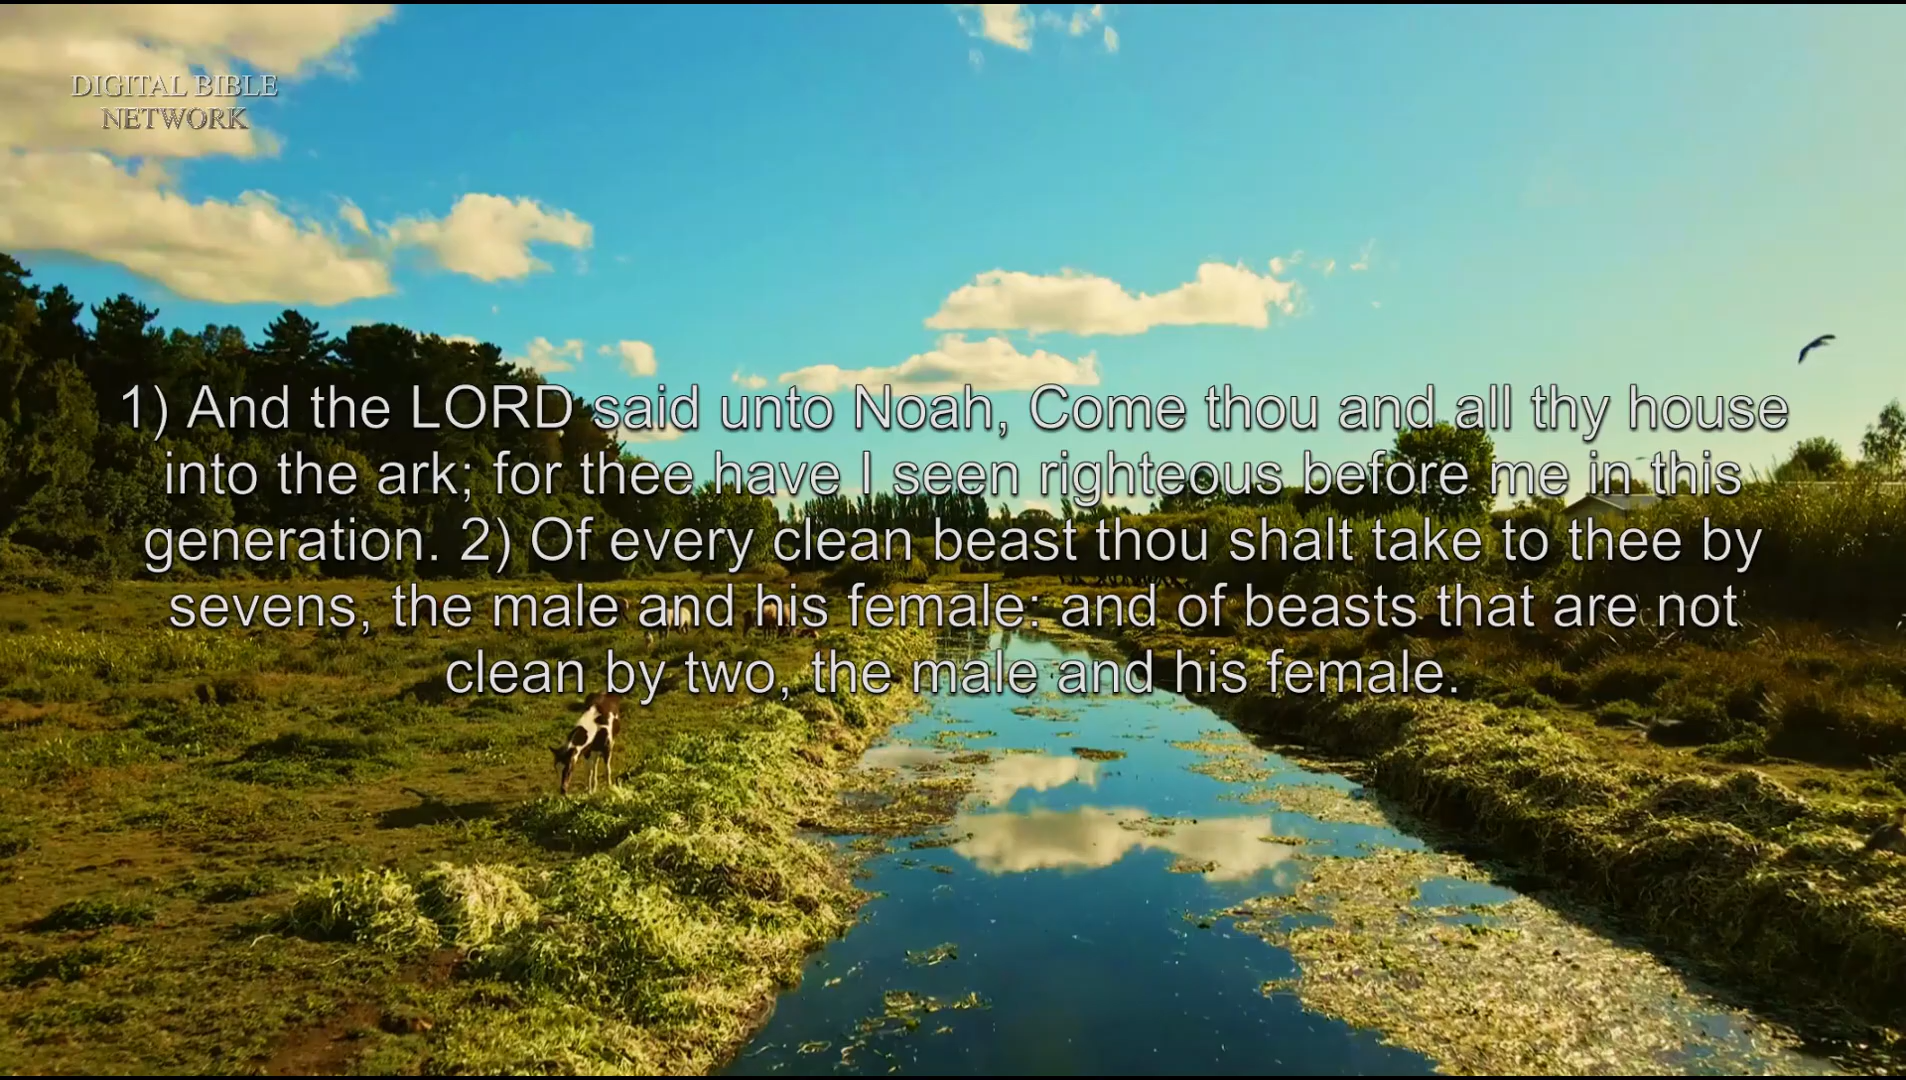 DIGITAL BIBLE
NETWORK
1) And the LORD said unto Noah, Come thou and all thy house
into the ark; for thee have I seen righteous before me in this
generation. 2) Of every clean beast thou shalt take to thee by
sevens, the male and his female: and of beasts that are not
clean by two, the male and his female.